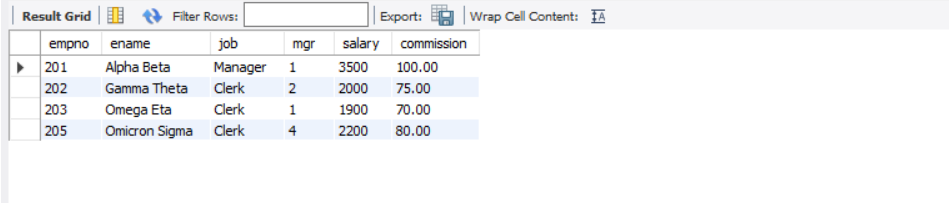 Result Grid Filter Rows: Export: Wrap Cell Content: IA
empno ename job mgr salary commission
201 Alpha Beta Manager 1 3500 100.00
202 Gamma Theta Clerk 2 2000 75.00
203 Omega Eta Clerk 1 1900 70.00
205 Omicron Sigma Clerk 4 2200 80.00